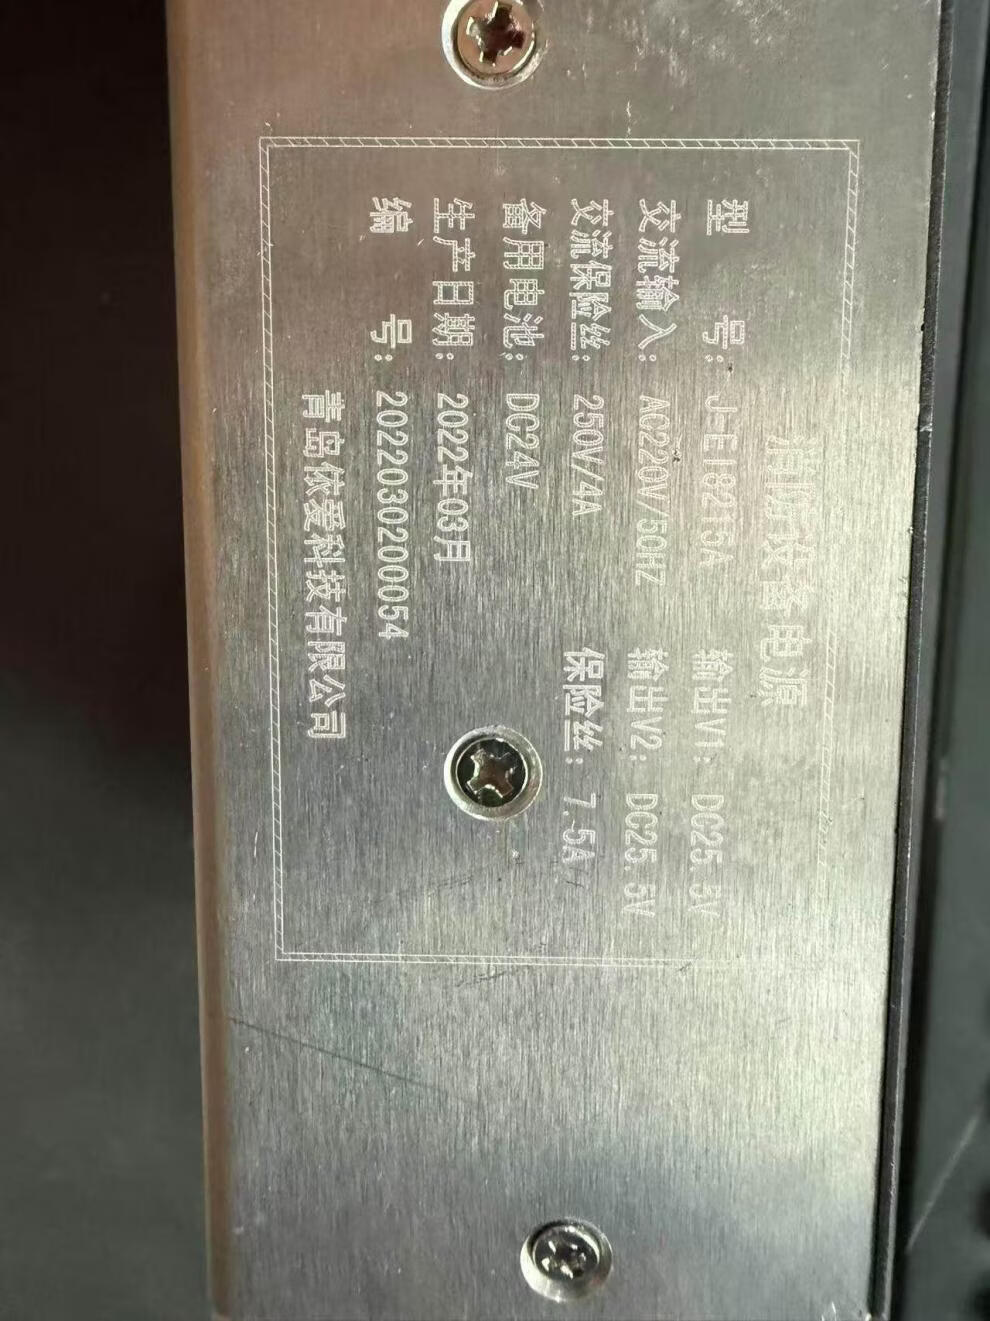 消防设备电源
型 号: J-EI82T5A 输出V1: DC25.5V
交流输入: AC220V/50HZ 输出V2: DC25.5V
交流保险丝: 250V/4A 保险丝: 7.5A
备用电池: DC24V
生产日期: 2022年03月
编 号: 2022030200054
青岛依爱科技有限公司